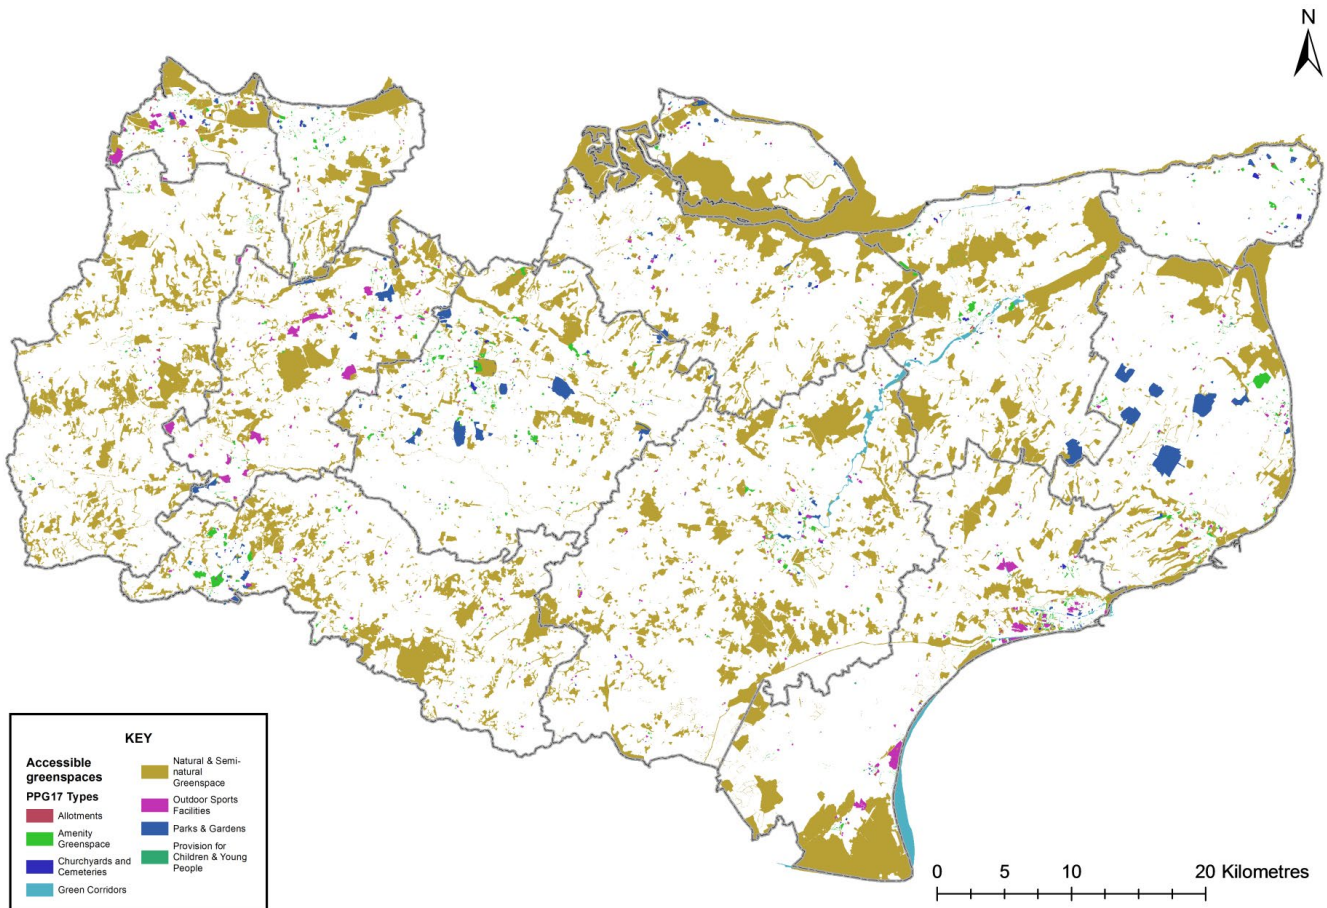 N
KEY
Accessible
greenspaces
PPG17 Types
Allotments
Amenity
Greenspace
Churchyards and
Cemeteries
Green Corridors
Natural & Semi-
natural
Greenspace
Outdoor Sports
Facilities
Parks & Gardens
Provision for
Children & Young
People
0 5 10 20 Kilometres